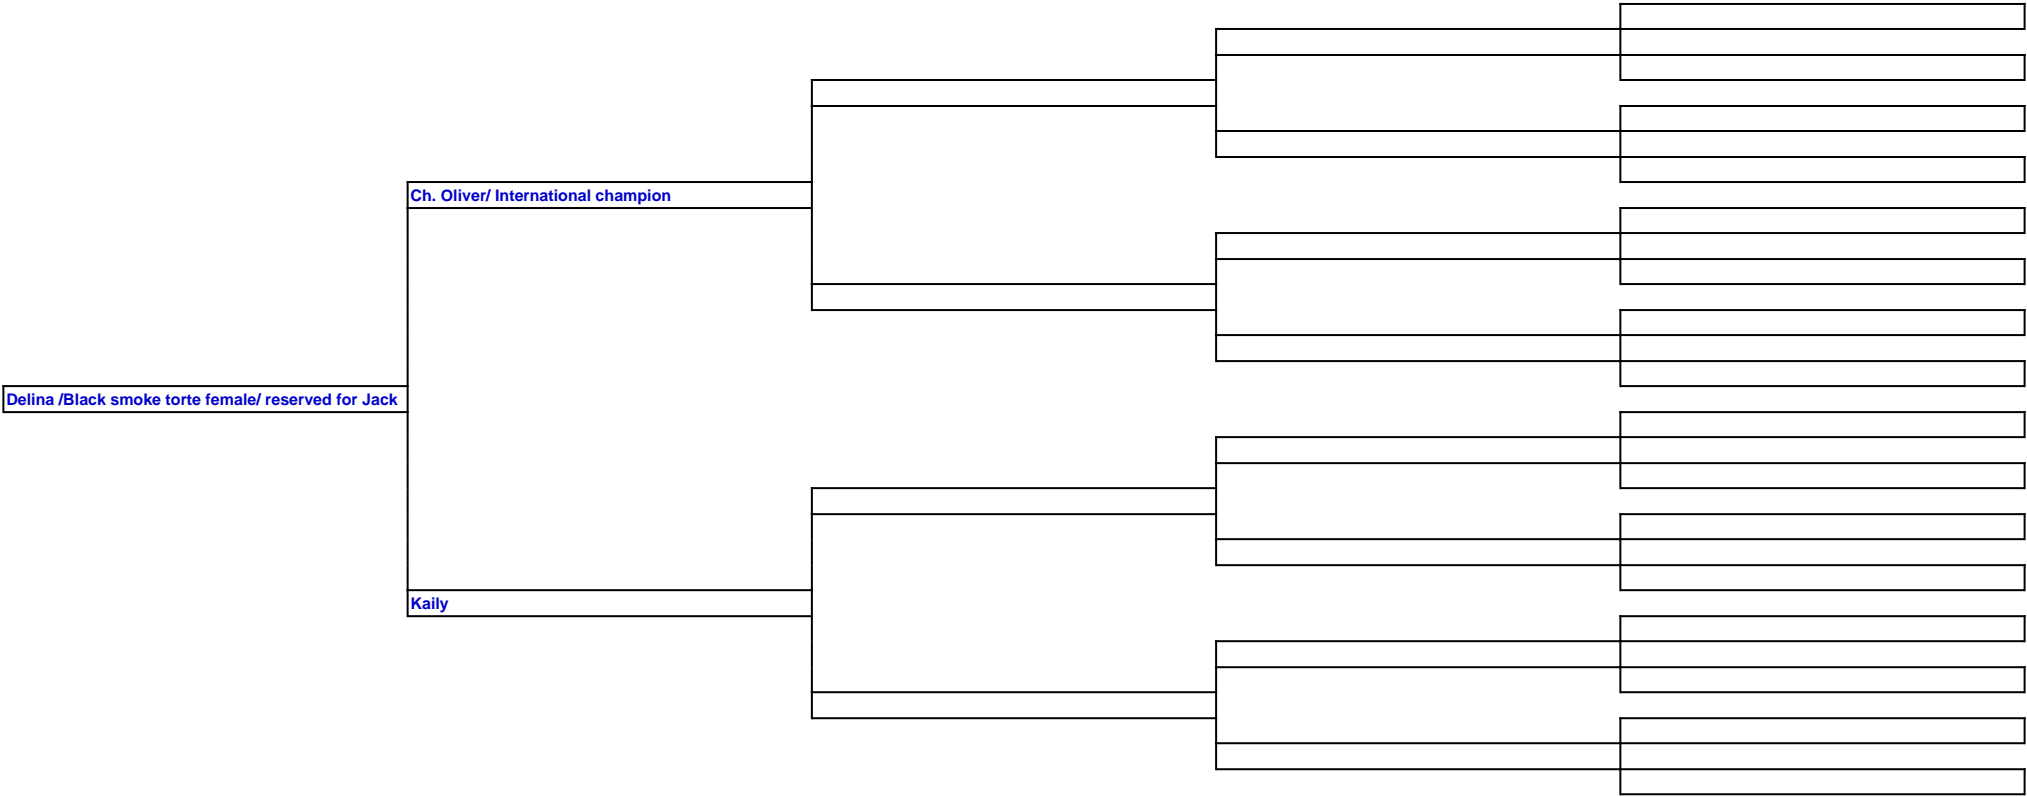 Ch. Oliver/ International champion
Delina /Black smoke torte female/ reserved for Jack
Kaily